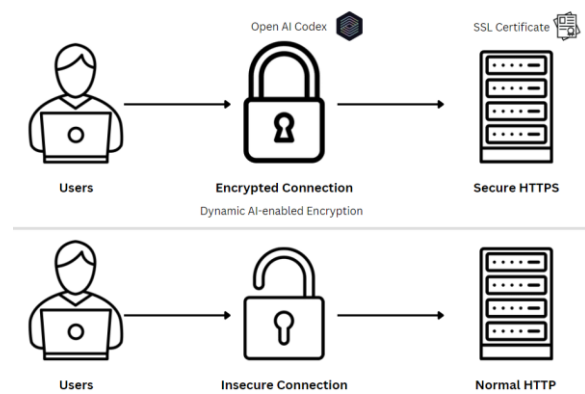 Open AI Codex
SSL Certificate
Users
Encrypted Connection
Secure HTTPS
Dynamic AI-enabled Encryption
Users
Insecure Connection
Normal HTTP